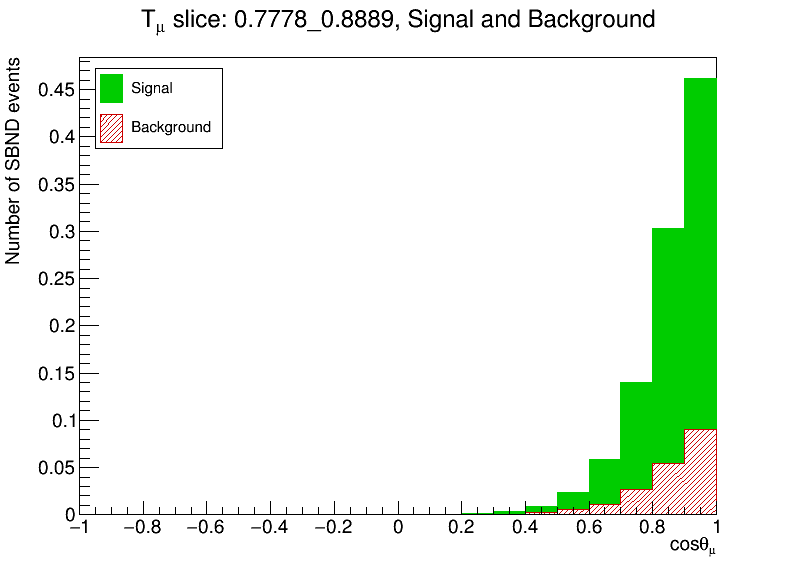 Tμ slice: 0.7778_0.8889, Signal and Background
Number of SBND events
Signal
Background
0.45
0.4
0.35
0.3
0.25
0.2
0.15
0.1
0.05
0
−1 −0.8 −0.6 −0.4 −0.2 0 0.2 0.4 0.6 0.8 1
cosθμ